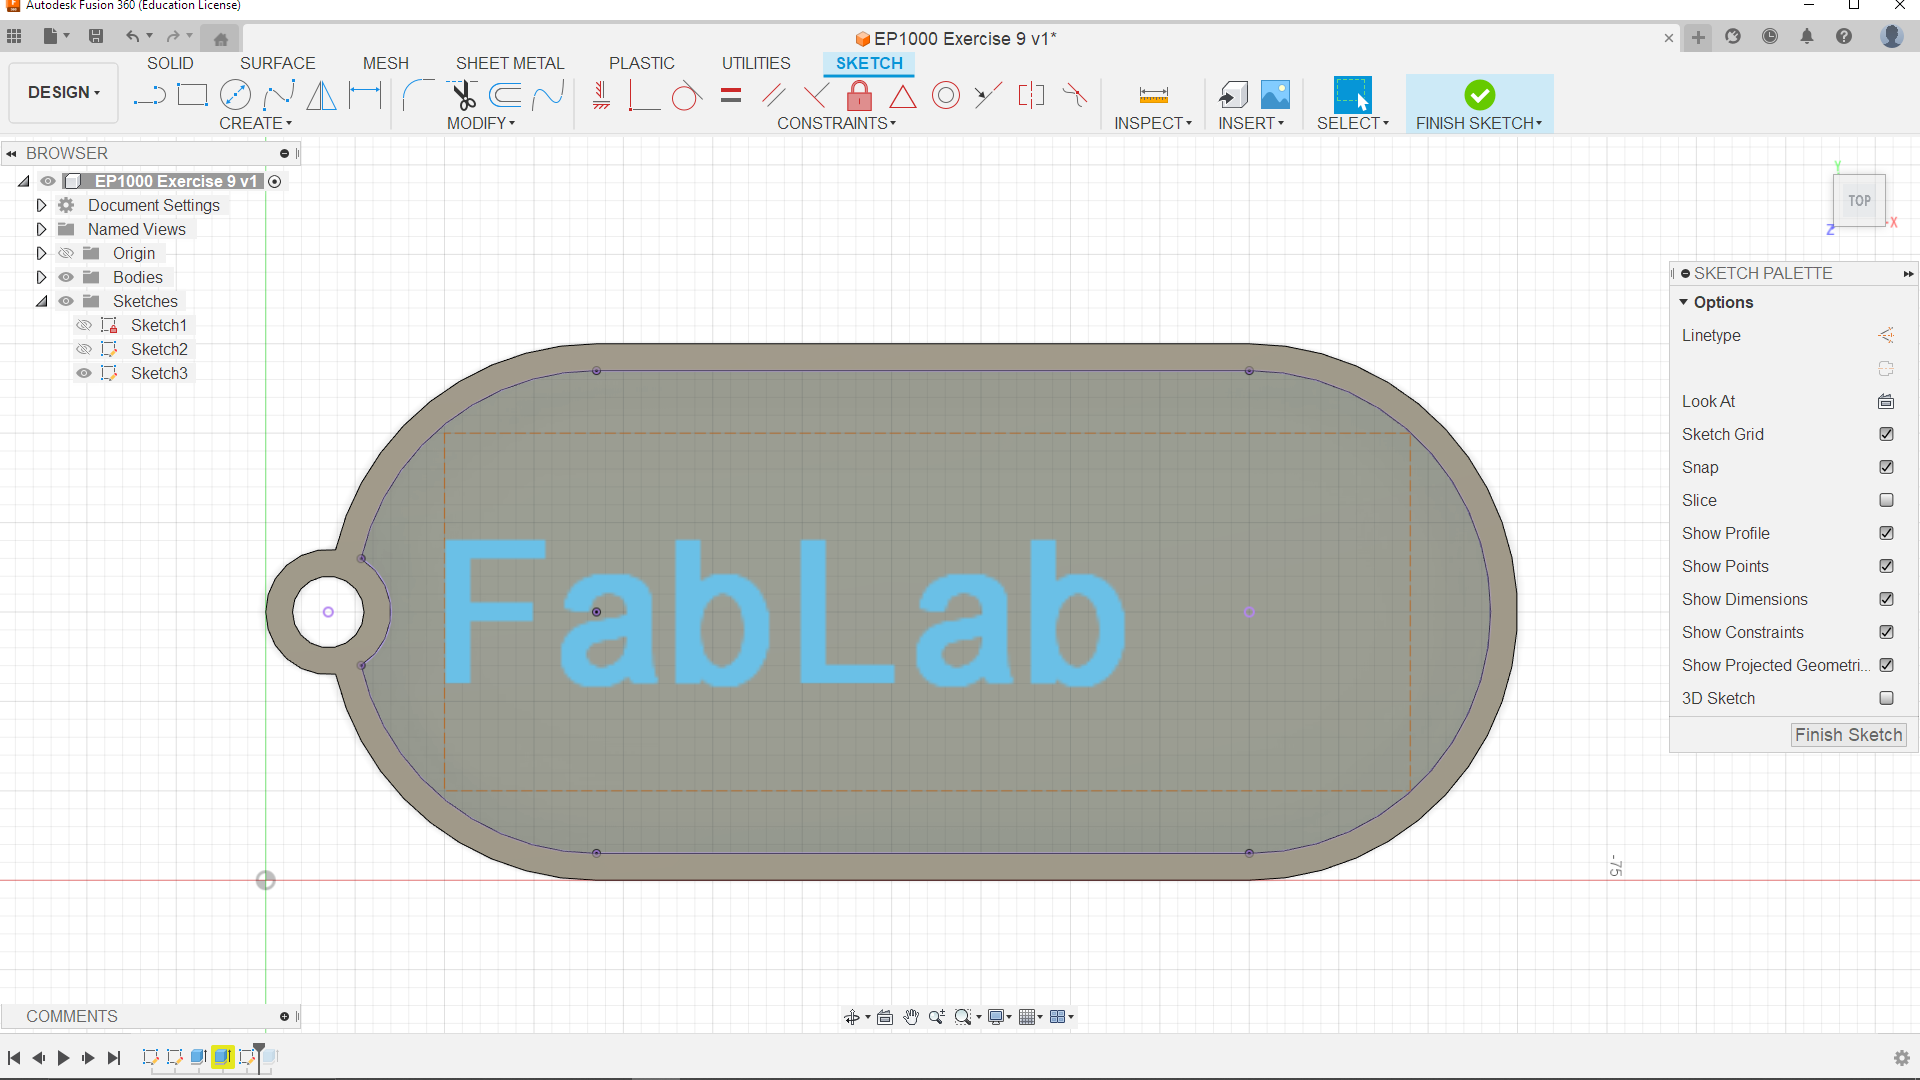 Autodesk Fusion 360 (Education License)
EP1000 Exercise 9 v1*
SOLID SURFACE MESH SHEET METAL PLASTIC UTILITIES SKETCH
DESIGN
CREATE MODIFY CONSTRAINTS INSPECT INSERT SELECT FINISH SKETCH
BROWSER
EP1000 Exercise 9 v1
Document Settings
Named Views
Origin
Bodies
Sketches
Sketch1
Sketch2
Sketch3
Y
TOP
X
Z
SKETCH PALETTE
Options
Linetype
Look At
Sketch Grid
Snap
Slice
Show Profile
Show Points
Show Dimensions
Show Constraints
Show Projected Geometri...
3D Sketch
Finish Sketch
FabLab
-75
COMMENTS